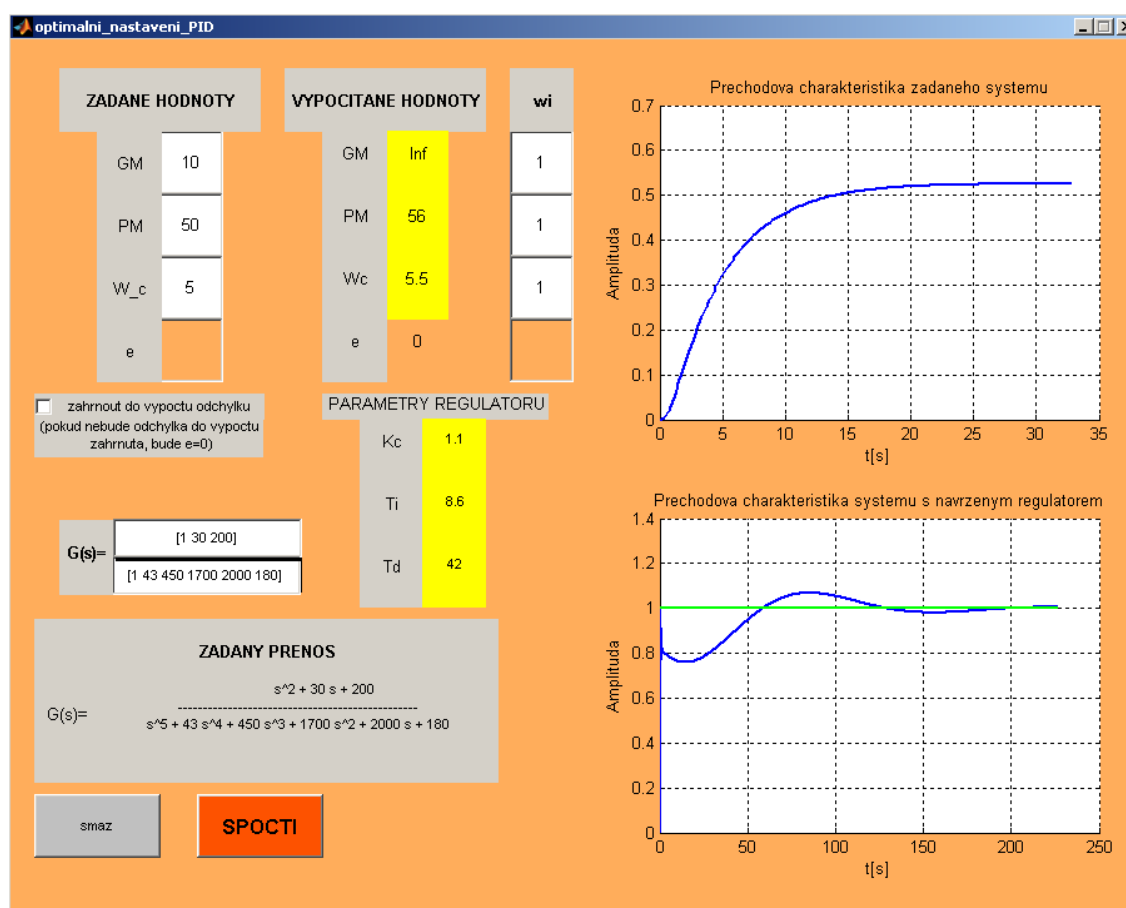 optimalni_nastaveni_PID
ZADANE HODNOTY
GM 10
PM 50
W_c 5
e
VYPOCITANE HODNOTY
GM Inf
PM 56
Wc 5.5
e 0
wi
1
1
1
zahrnout do vypoctu odchylku
(pokud nebude odchylka do vypoctu
zahrnuta, bude e=0)
PARAMETRY REGULATORU
Kc 1.1
Ti 8.6
Td 42
G(s)=
[1 30 200]
[1 43 450 1700 2000 180]
ZADANY PRENOS
s^2 + 30 s + 200
G(s)= ------------------------------------------------
s^5 + 43 s^4 + 450 s^3 + 1700 s^2 + 2000 s + 180
smaz
SPOCTI
Prechodova charakteristika zadaneho systemu
0.7
0.6
0.5
0.4
0.3
0.2
0.1
0
Amplituda
0 5 10 15 20 25 30 35
t[s]
Prechodova charakteristika systemu s navrzenym regulatorem
1.4
1.2
1
0.8
0.6
0.4
0.2
0
Amplituda
0 50 100 150 200 250
t[s]